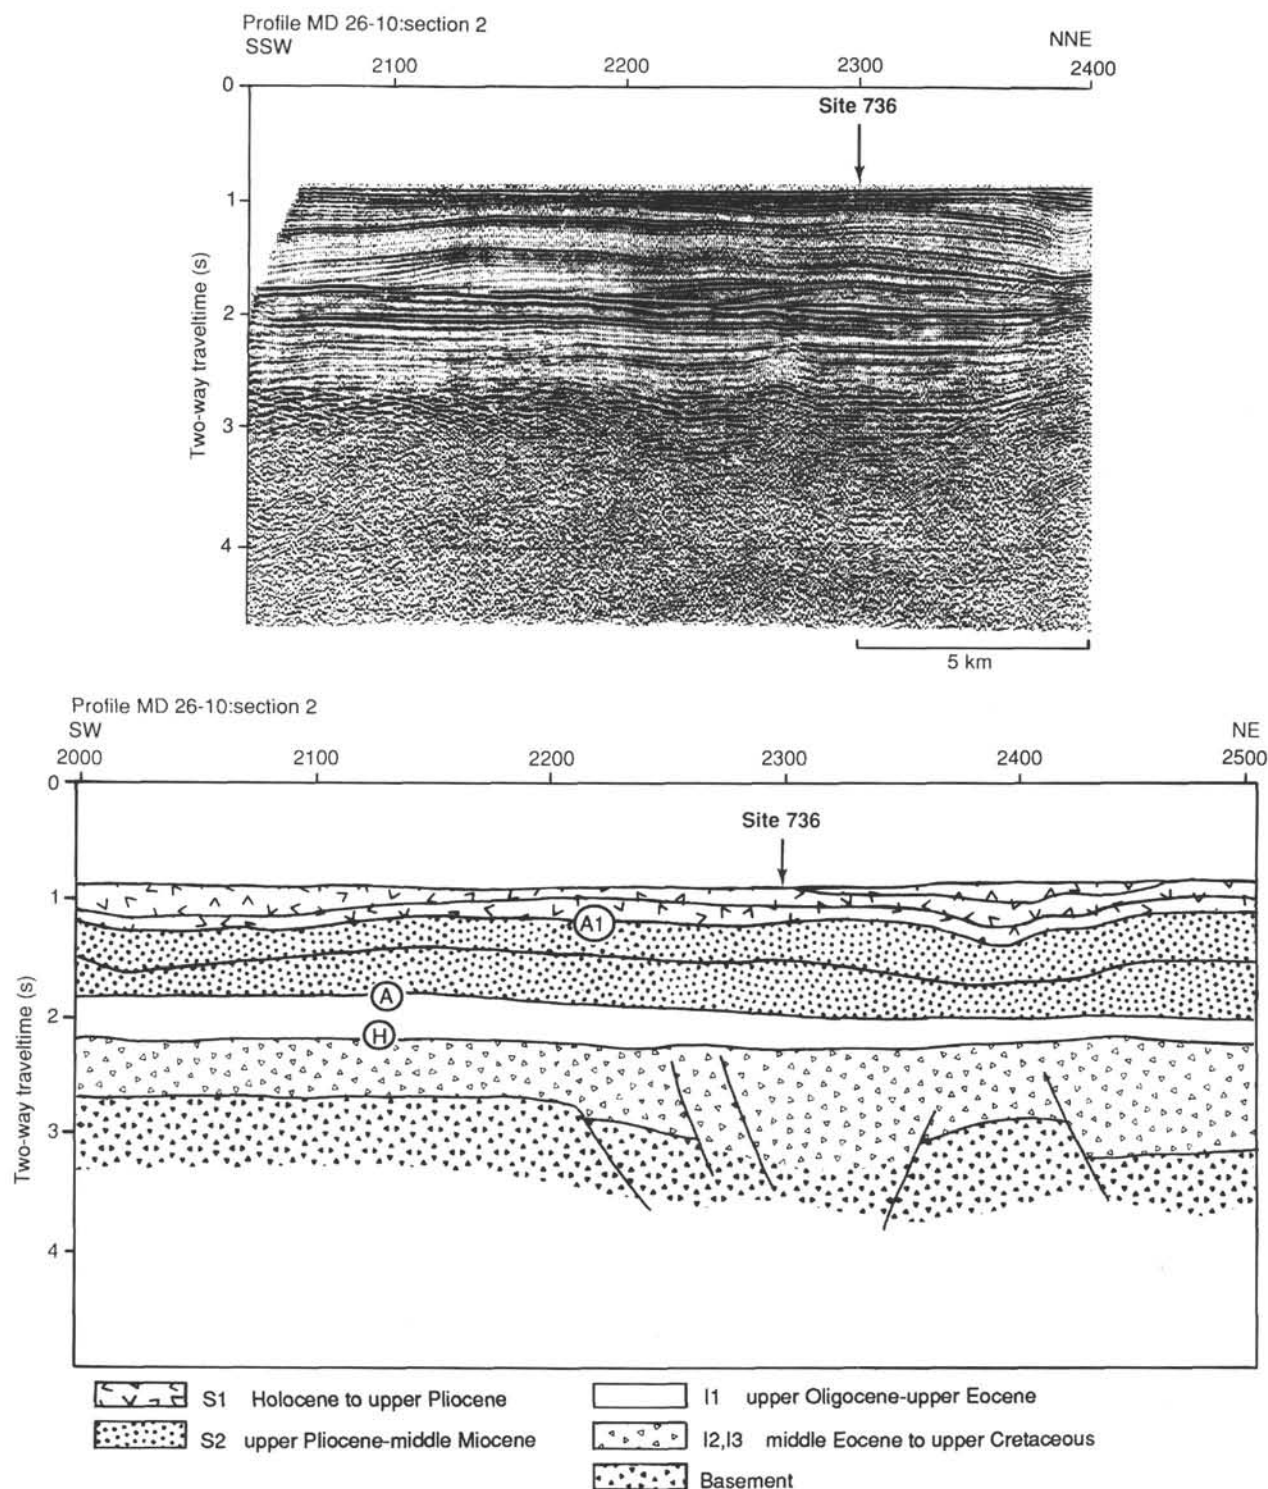 Profile MD 26-10:section 2
SSW NNE
2100 2200 2300 2400
0
Site 736
1
2
3
4
Two-way traveltime (s)
5 km
Profile MD 26-10:section 2
SW NE
2000 2100 2200 2300 2400 2500
0
Site 736
1
A1
A
2
H
3
4
Two-way traveltime (s)
S1 Holocene to upper Pliocene
I1 upper Oligocene-upper Eocene
S2 upper Pliocene-middle Miocene
I2,I3 middle Eocene to upper Cretaceous
Basement